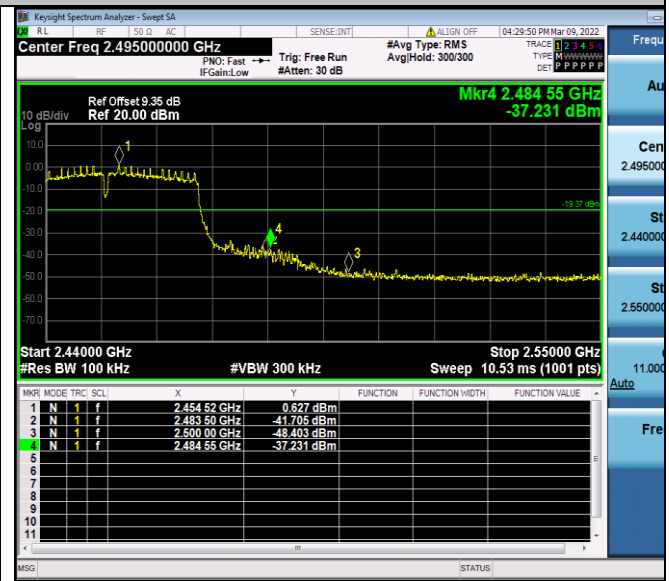 Keysight Spectrum Analyzer - Swept SA
LXI RL RF 50 Ω AC SENSE:INT ALIGN OFF 04:29:50 PM Mar 09, 2022
Center Freq 2.495000000 GHz
PNO: Fast Trig: Free Run
IFGain:Low #Atten: 30 dB
#Avg Type: RMS
Avg|Hold: 300/300
TRACE 1 2 3 4 5 6
TYPE M WWWWW
DET P P P P P P
Frequ
Ref Offset 9.35 dB
10 dB/div Ref 20.00 dBm
Log
Mkr4 2.484 55 GHz
-37.231 dBm
10.0
0.00
-10.0
-20.0
-30.0
-40.0
-50.0
-60.0
-70.0
1
4
2
3
-19.37 dBm
Start 2.44000 GHz Stop 2.55000 GHz
#Res BW 100 kHz #VBW 300 kHz Sweep 10.53 ms (1001 pts)
MKR MODE TRC SCL X Y FUNCTION FUNCTION WIDTH FUNCTION VALUE
1 N 1 f 2.454 52 GHz 0.627 dBm
2 N 1 f 2.483 50 GHz -41.705 dBm
3 N 1 f 2.500 00 GHz -48.403 dBm
4 N 1 f 2.484 55 GHz -37.231 dBm
5
6
7
8
9
10
11
MSG STATUS
Au
Cen
2.495000
St
2.440000
St
2.550000
11.000
Auto
Fre